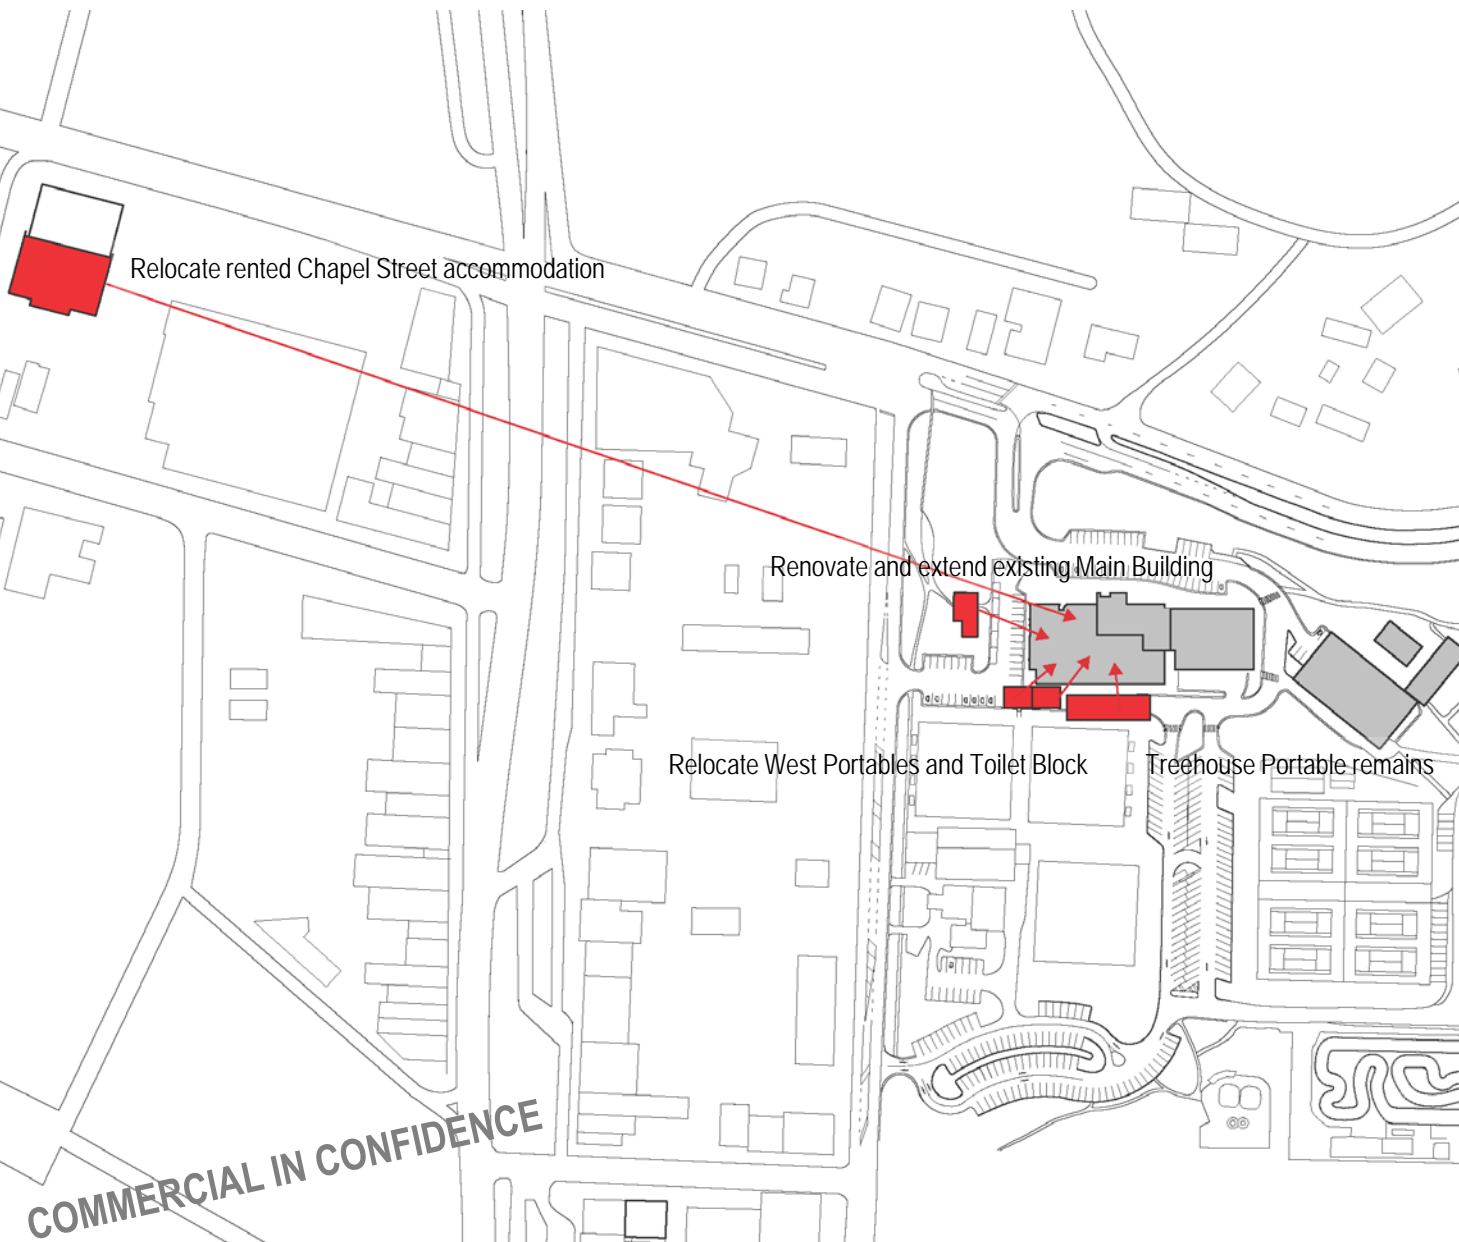 Relocate rented Chapel Street accommodation
Renovate and extend existing Main Building
Relocate West Portables and Toilet Block
Treehouse Portable remains
COMMERCIAL IN CONFIDENCE